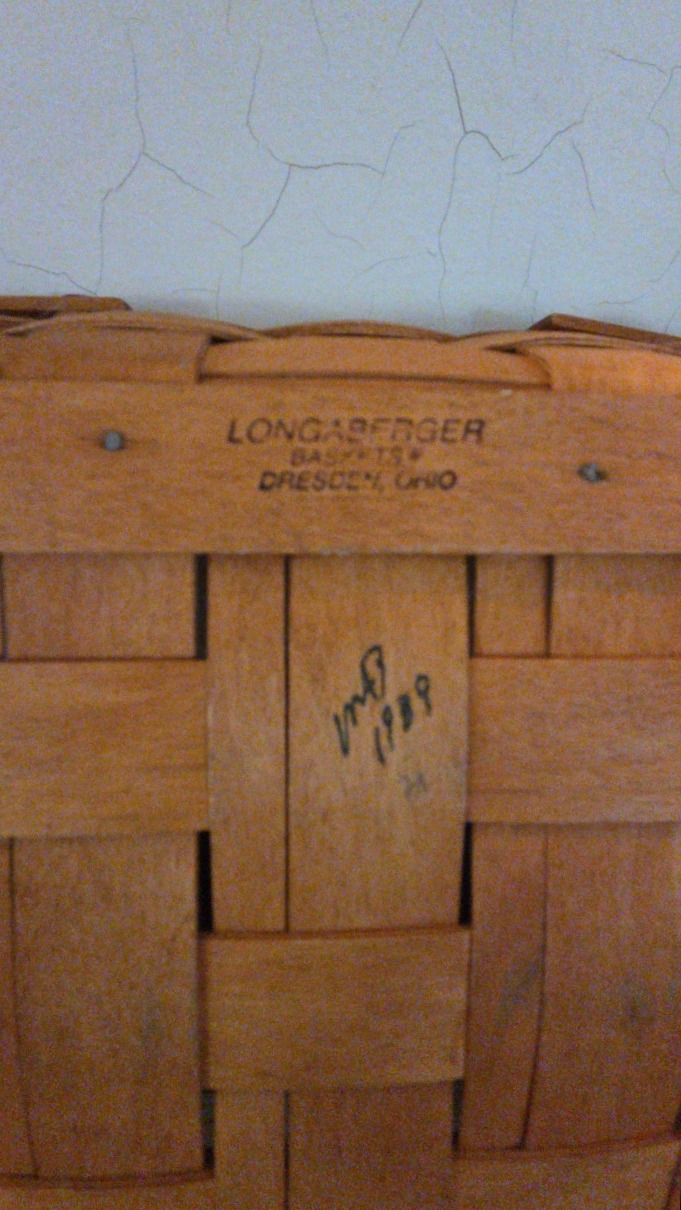 LONGABERGER
BASKETS®
DRESDEN, OHIO
1989